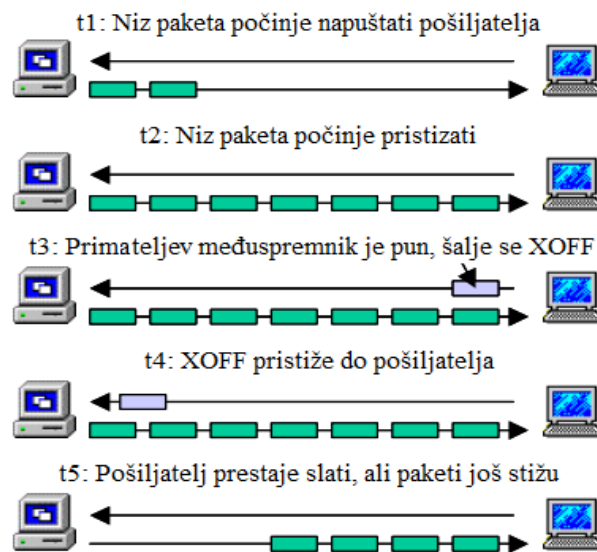 t1: Niz paketa počinje napuštati pošiljatelja
t2: Niz paketa počinje pristizati
t3: Primateljev međuspremnik je pun, šalje se XOFF
t4: XOFF pristiže do pošiljatelja
t5: Pošiljatelj prestaje slati, ali paketi još stižu